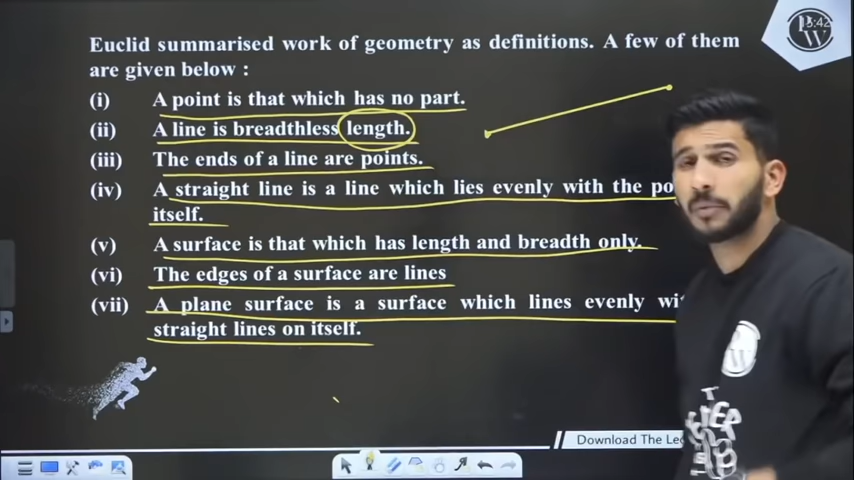 15:42
Euclid summarised work of geometry as definitions. A few of them
are given below :
(i) A point is that which has no part.
(ii) A line is breadthless length.
(iii) The ends of a line are points.
(iv) A straight line is a line which lies evenly with the
itself.
(v) A surface is that which has length and breadth only.
(vi) The edges of a surface are lines
(vii) A plane surface is a surface which lines evenly
straight lines on itself.
Download The